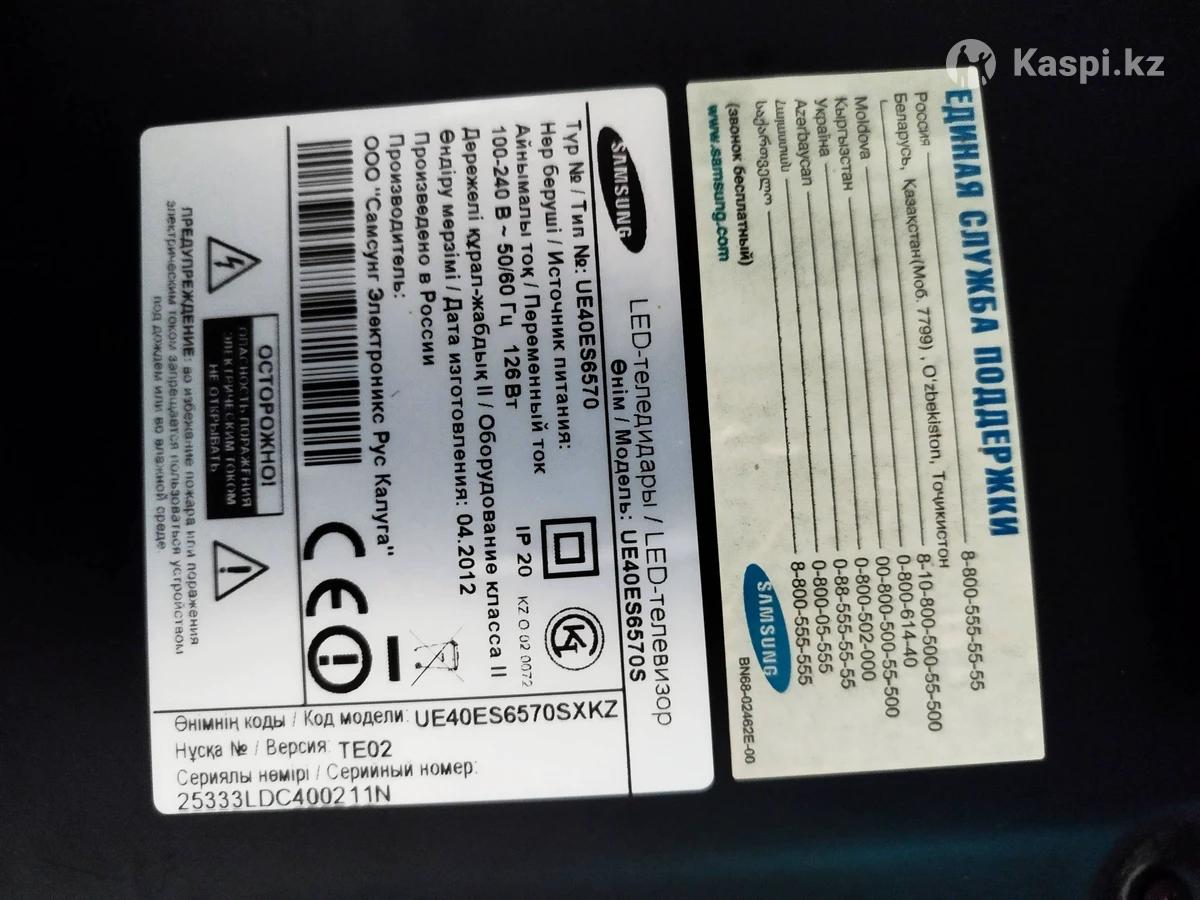 Kaspi.kz
SAMSUNG
LED-теледидары / LED-телевизор
Өнім / Модель: UE40ES6570S
Түр № / Тип №: UE40ES6570
Нәр беруші / Источник питания:
Айнымалы тоқ / Переменный ток
100-240 В ~ 50/60 Гц 126 Вт
IP 20
KZ.O.02.0072
Дәрежелі құрал-жабдық II / Оборудование класса II
Өндіру мерзімі / Дата изготовления: 04.2012
Произведено в России
Производитель:
ООО "Самсунг Электроникс Рус Калуга"
ОСТОРОЖНО!
ОПАСНОСТЬ ПОРАЖЕНИЯ
ЭЛЕКТРИЧЕСКИМ ТОКОМ
НЕ ОТКРЫВАТЬ
ПРЕДУПРЕЖДЕНИЕ: во избежание пожара или поражения
электрическим током запрещается пользоваться устройством
под дождем или во влажной среде.
Өнімнің коды / Код модели: UE40ES6570SXKZ
Нұсқа № / Версия: TE02
Сериялы нөмірі / Серийный номер:
25333LDC400211N
ЕДИНАЯ СЛУЖБА ПОДДЕРЖКИ
Россия 8-800-555-55-55
Беларусь, Қазақстан(Моб. 7799), O'zbekiston, Тоҷикистон
8-10-800-500-55-500
0-800-614-40
00-800-500-55-500
Moldova 0-800-502-000
Кыргызстан 0-88-555-55-55
Україна 0-800-05-555
Azərbaycan 8-800-555-555
Հայաստան
საქართველო
(звонок бесплатный)
www.samsung.com
SAMSUNG
BN68-02462E-00